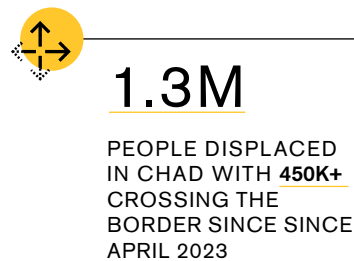 1.3M
PEOPLE DISPLACED
IN CHAD WITH 450K+
CROSSING THE
BORDER SINCE SINCE
APRIL 2023